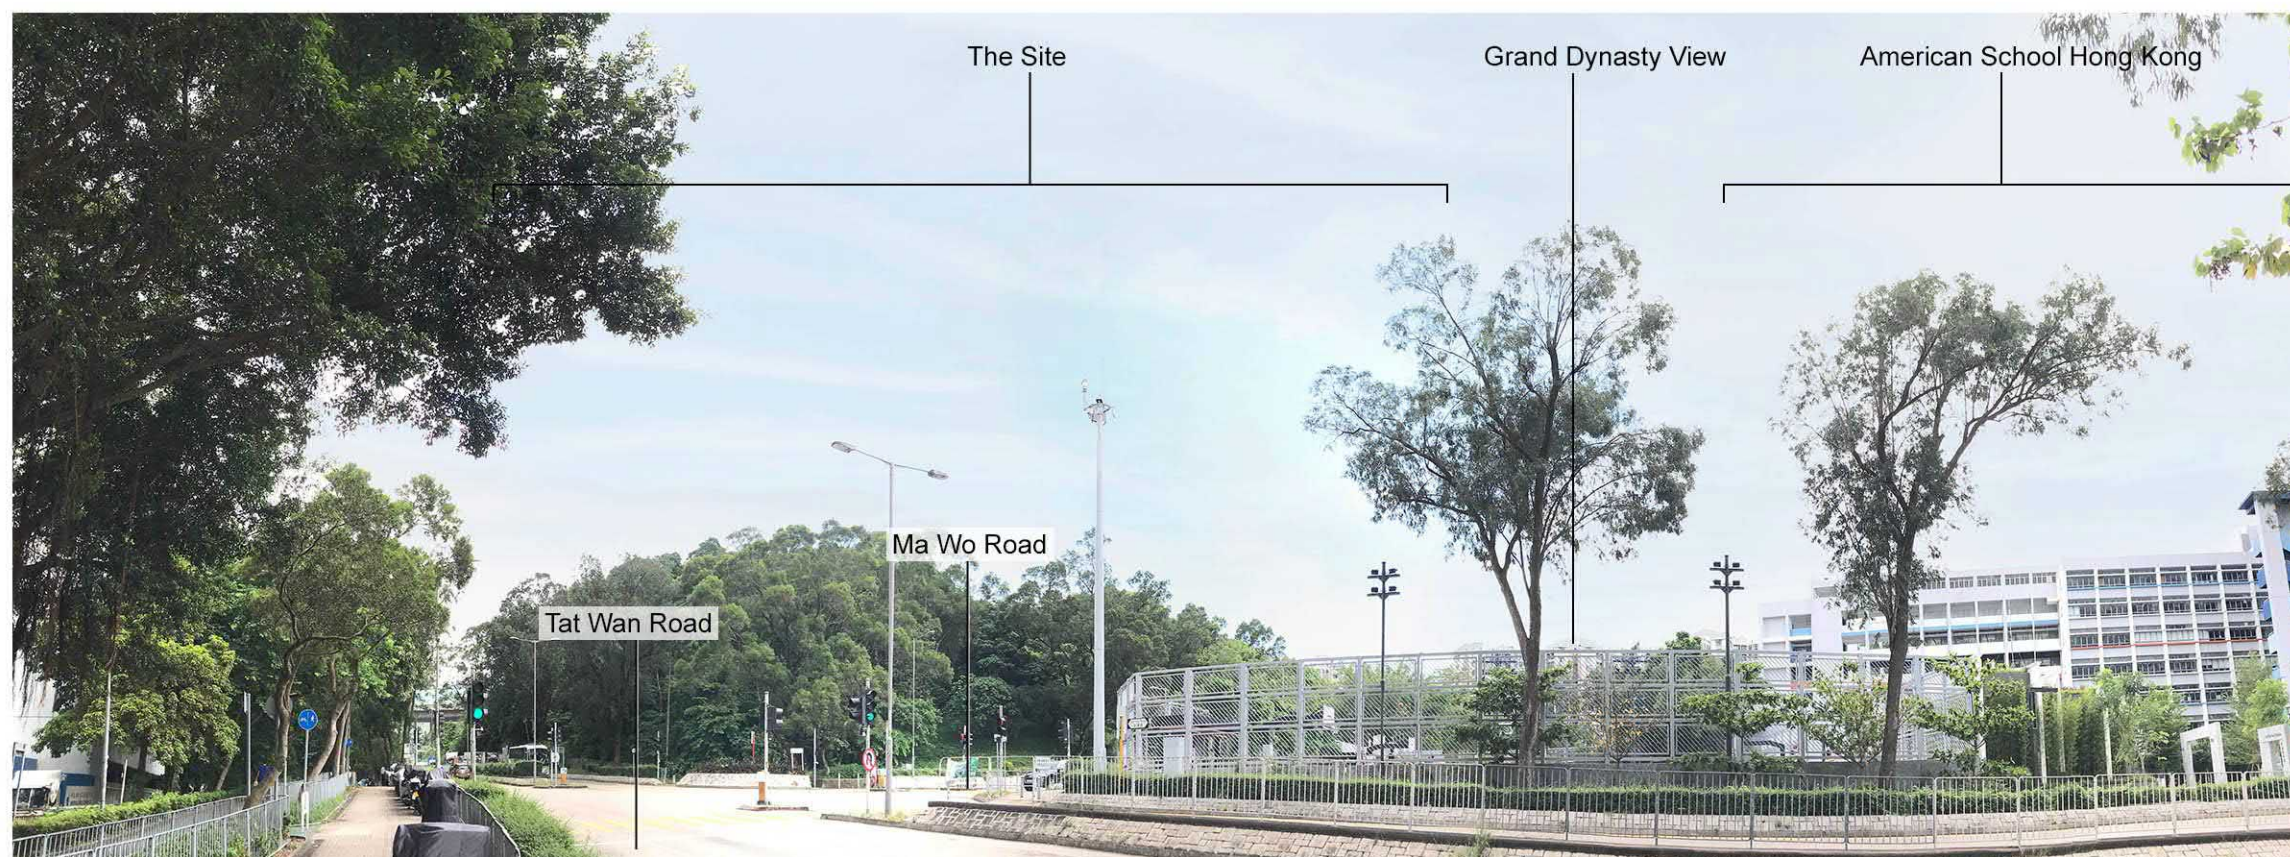 The Site
Grand Dynasty View
American School Hong Kong
Ma Wo Road
Tat Wan Road